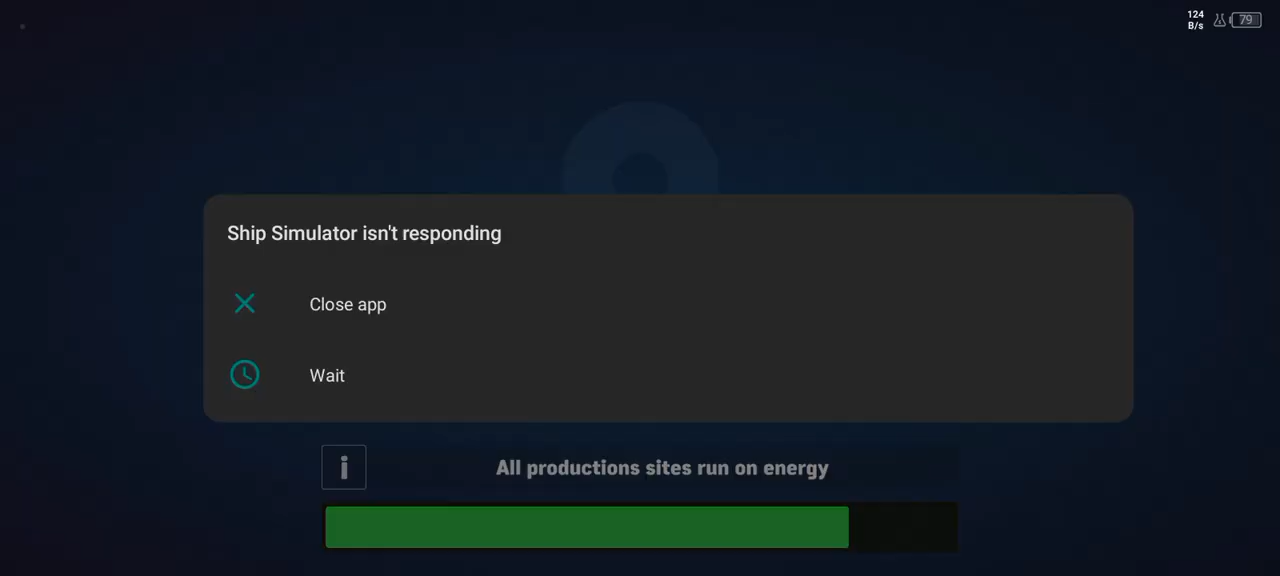 124
B/s
79
Ship Simulator isn't responding
Close app
Wait
i
All productions sites run on energy